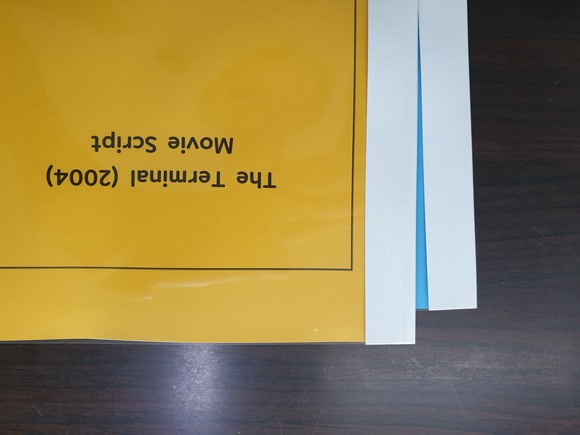 The Terminal (2004)
Movie Script